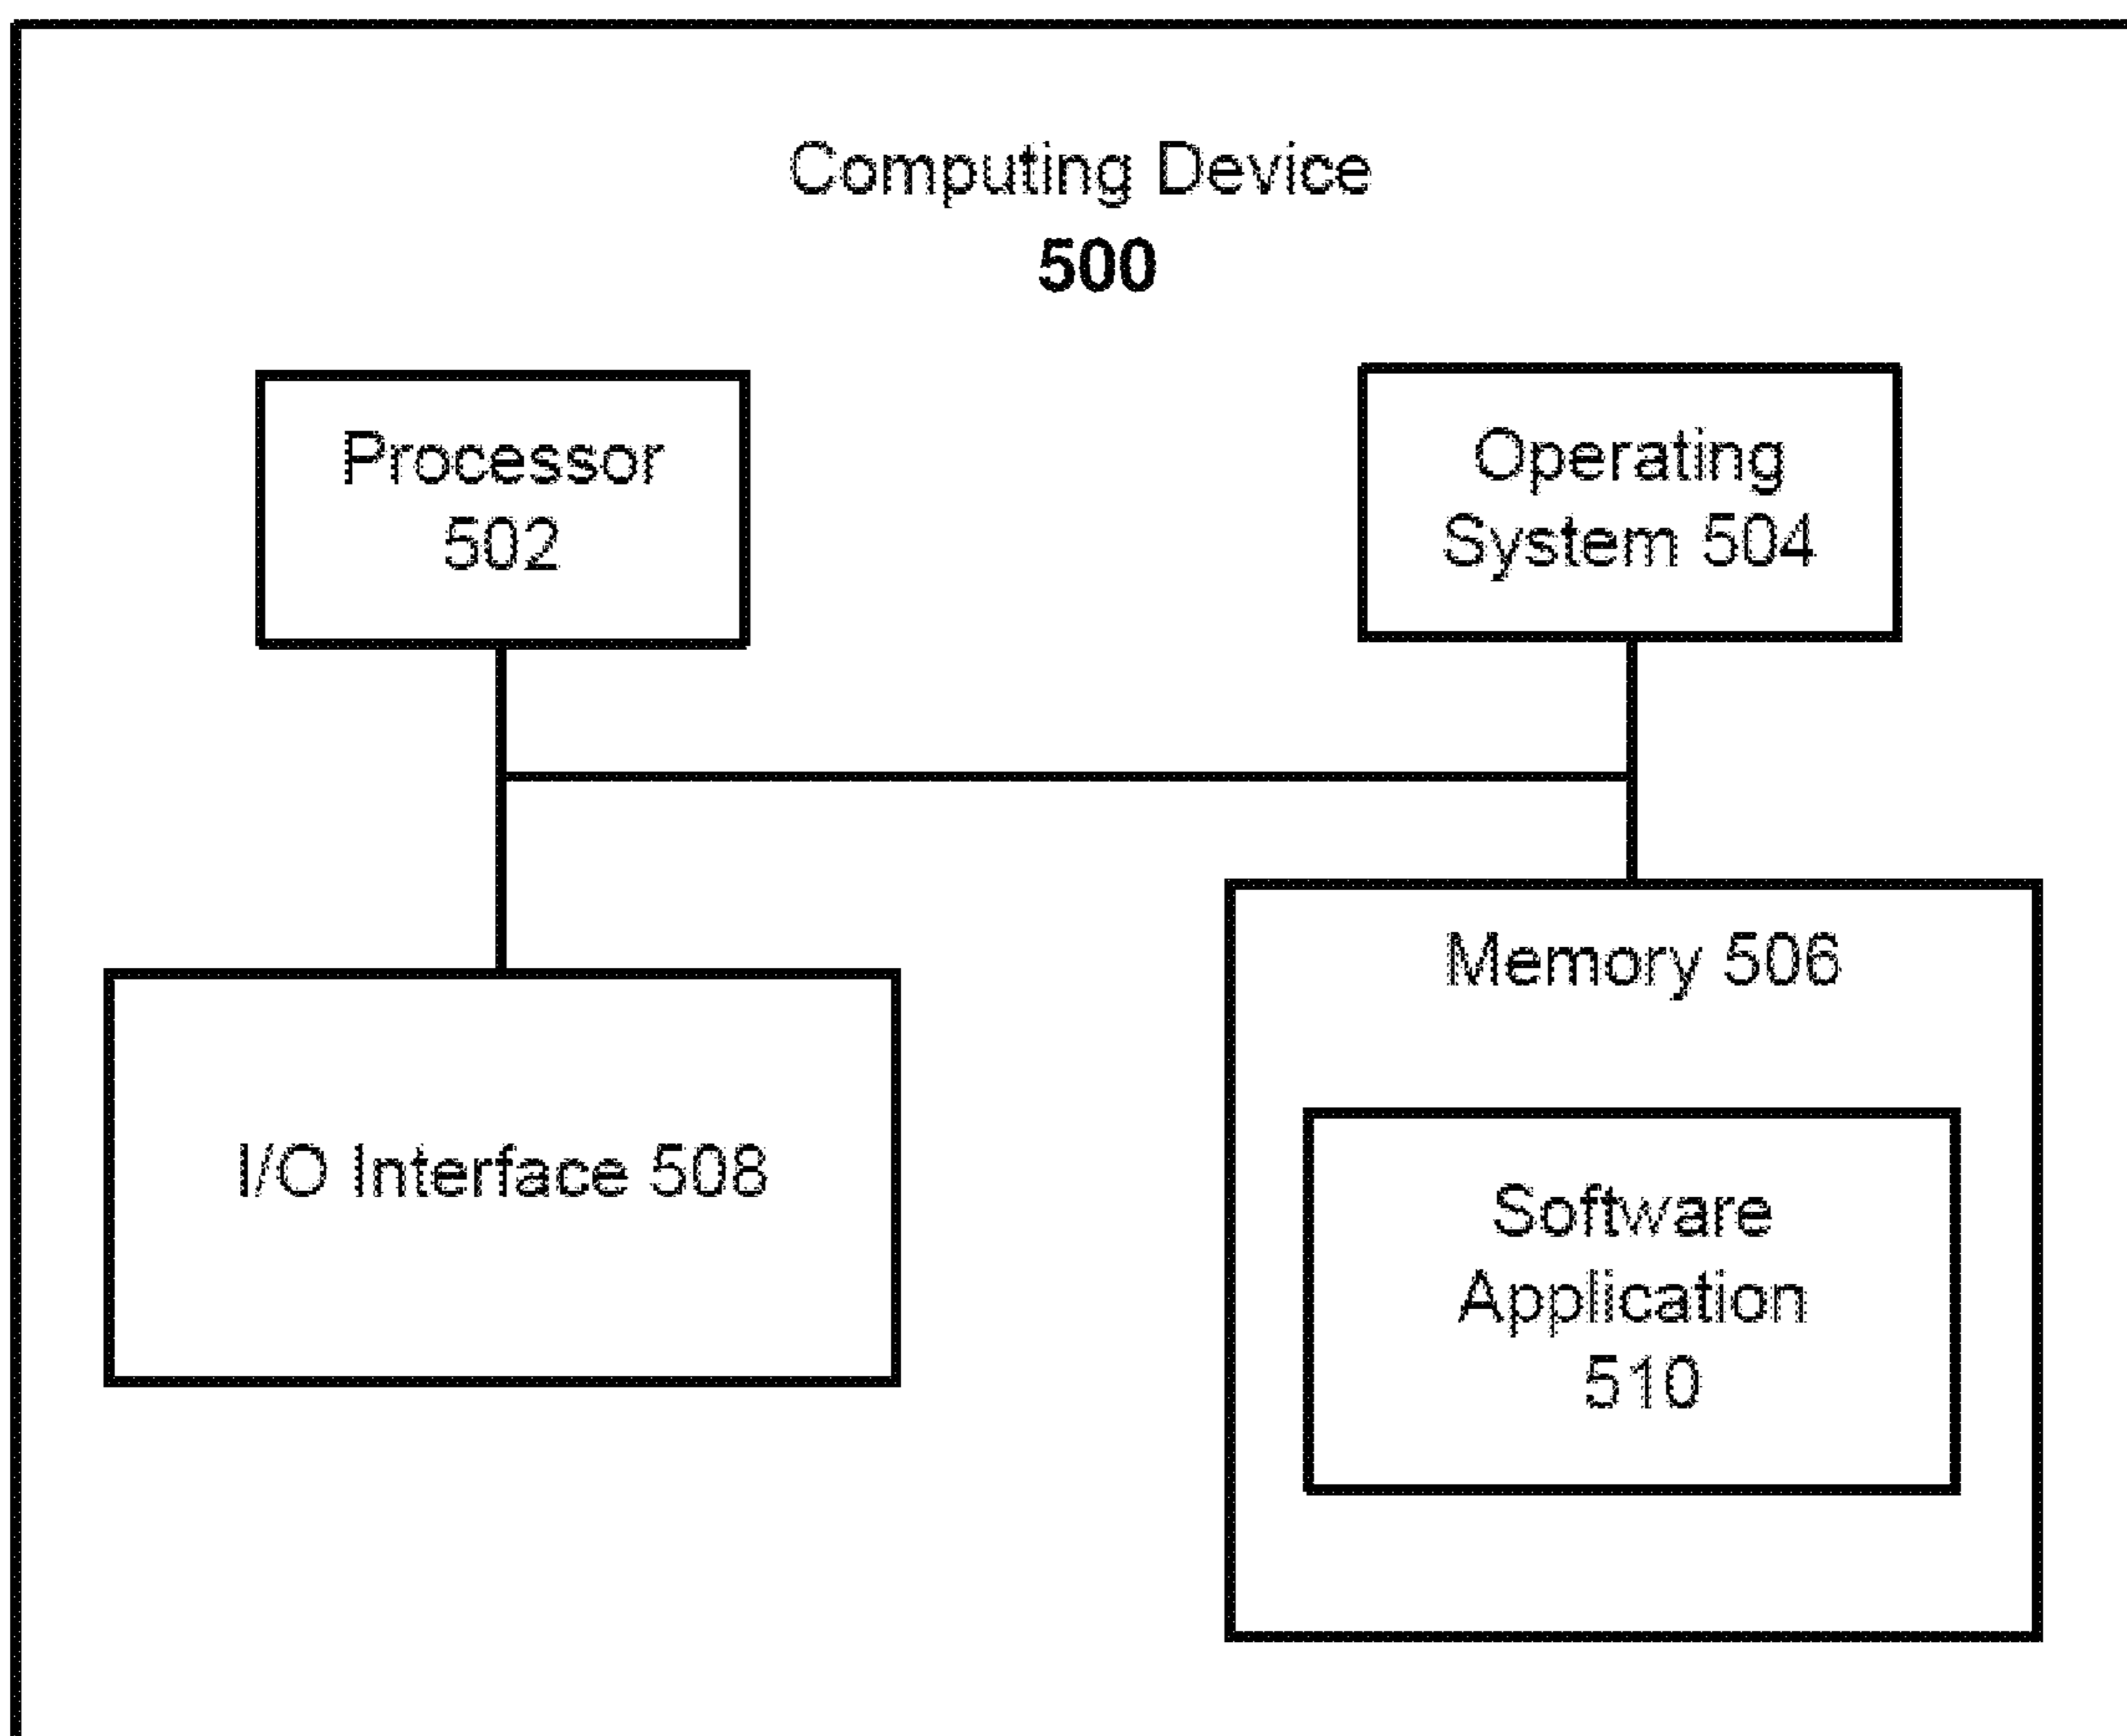 Computing Device
500
Processor
502
Operating
System 504
Memory 506
I/O Interface 508
Software
Application
510